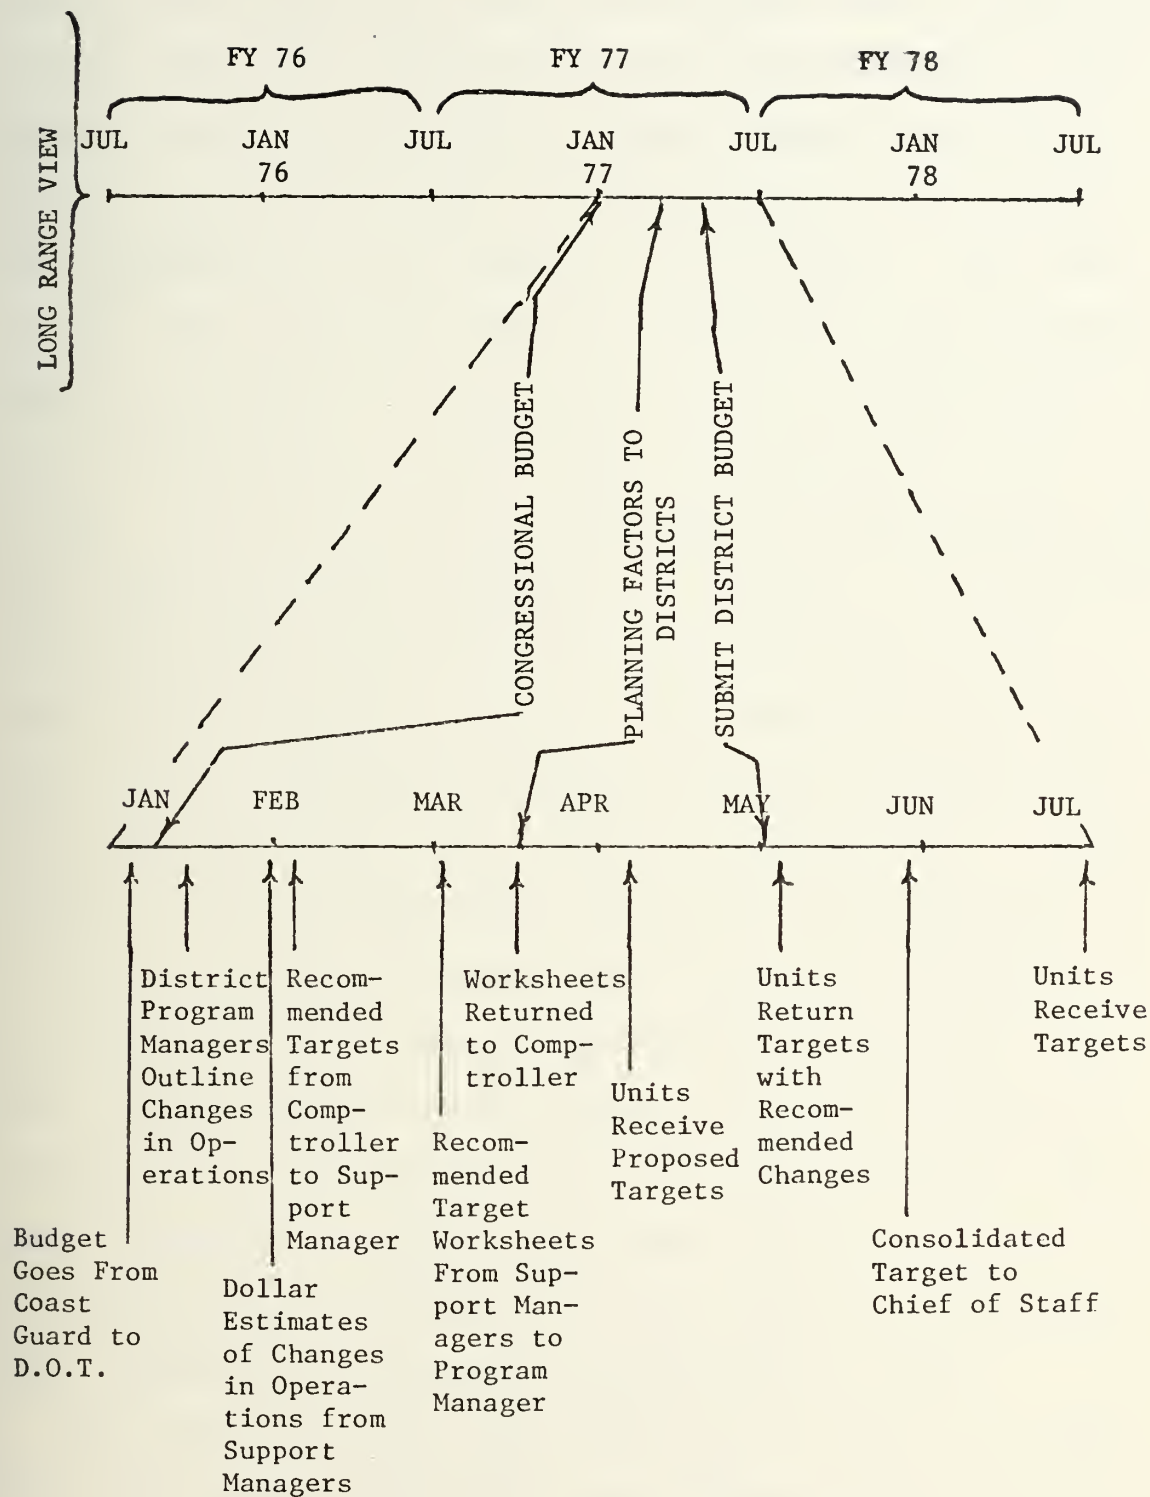 FY 76
FY 77
FY 78
JUL
JAN
76
JUL
JAN
77
JUL
JAN
78
JUL
LONG RANGE VIEW
CONGRESSIONAL BUDGET
PLANNING FACTORS TO
DISTRICTS
SUBMIT DISTRICT BUDGET
JAN
FEB
MAR
APR
MAY
JUN
JUL
District
Program
Managers
Outline
Changes
in Op-
erations
Recom-
mended
Targets
from
Comp-
troller
to Sup-
port
Manager
Worksheets
Returned
to Comp-
troller
Units
Return
Targets
with
Recom-
mended
Changes
Units
Receive
Targets
Units
Receive
Proposed
Targets
Recom-
mended
Target
Worksheets
From Sup-
port Man-
agers to
Program
Manager
Budget
Goes From
Coast
Guard to
D.O.T.
Dollar
Estimates
of Changes
in Opera-
tions from
Support
Managers
Consolidated
Target to
Chief of Staff